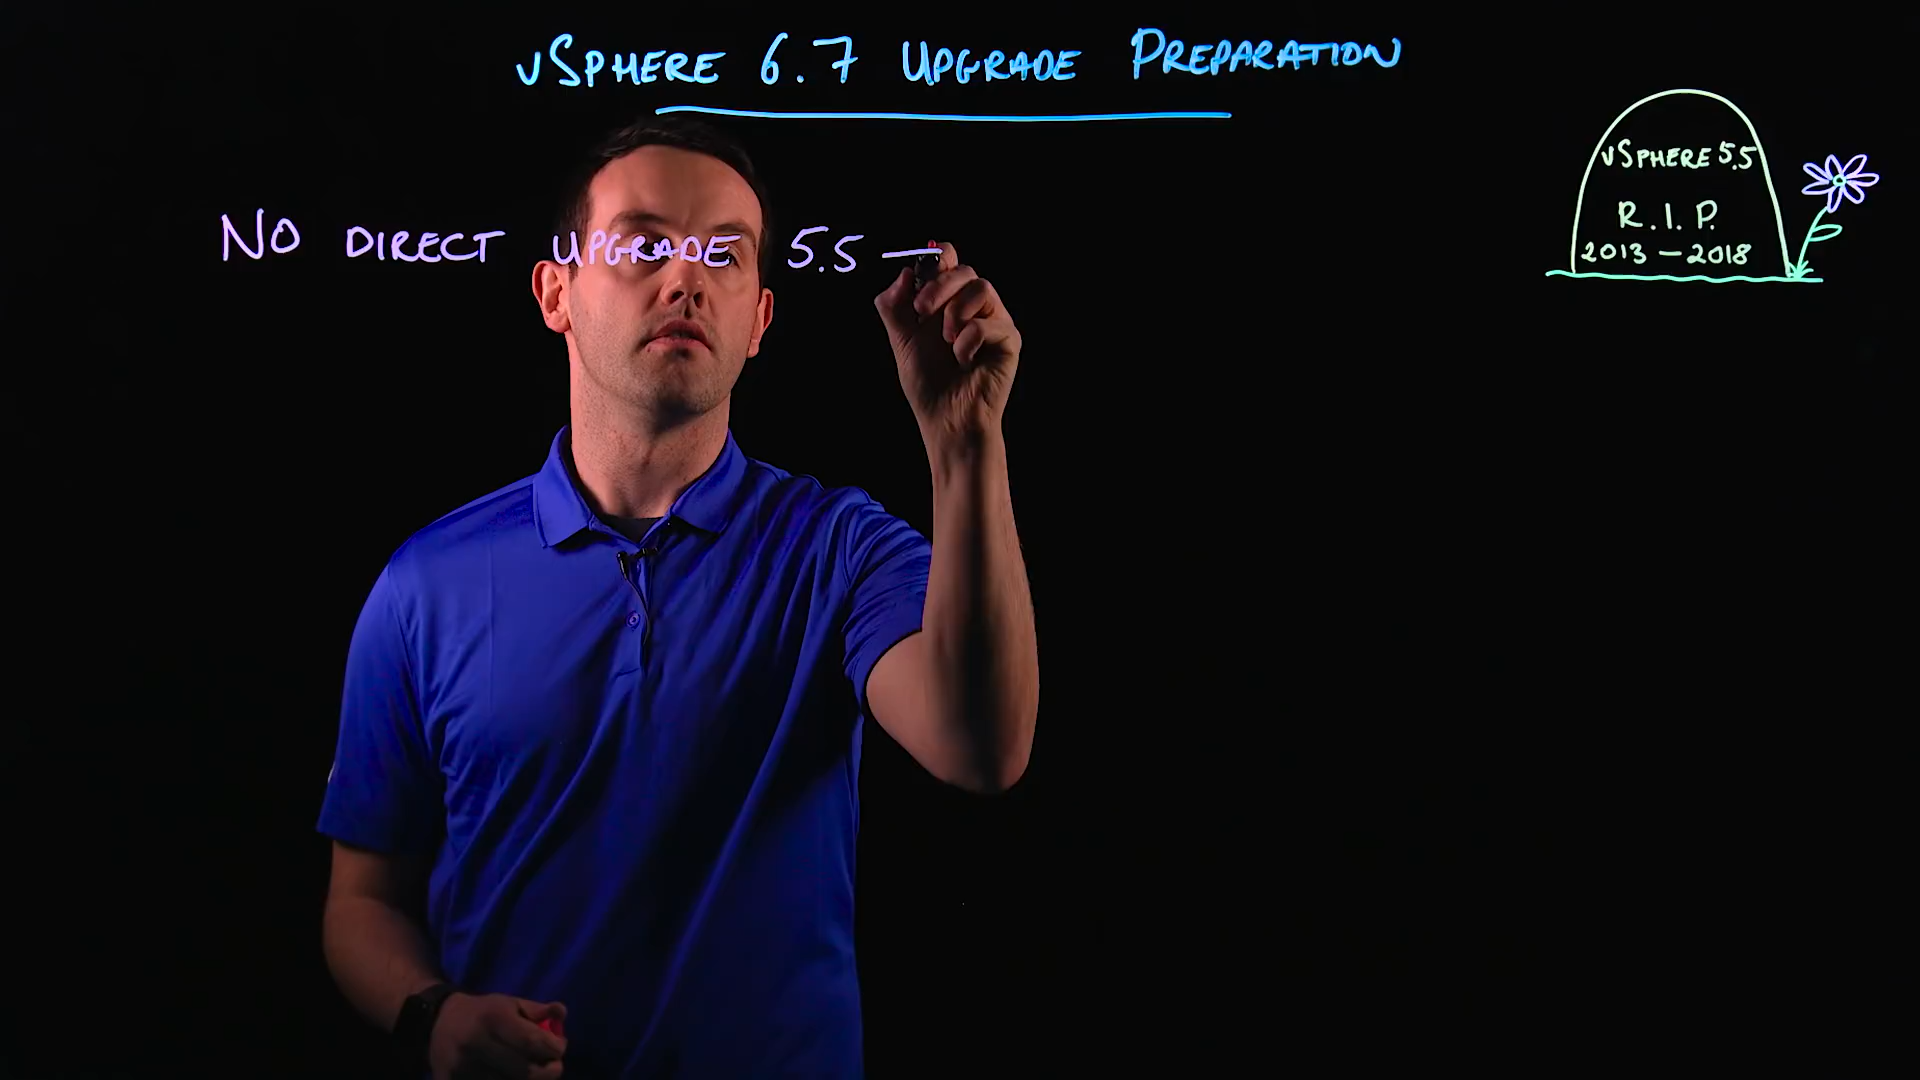 vSPHERE 6.7 UPGRADE PREPARATION
vSPHERE 5.5
R.I.P.
2013 – 2018
NO DIRECT UPGRADE 5.5 —